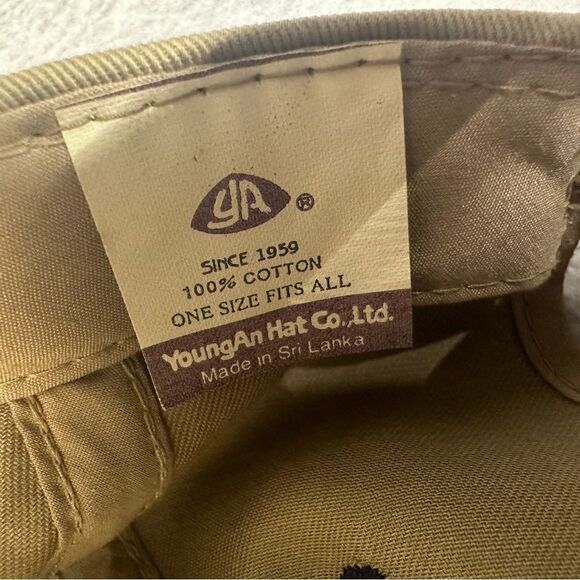 YA ®
SINCE 1959
100% COTTON
ONE SIZE FITS ALL
YoungAn Hat Co.,Ltd.
Made in Sri Lanka